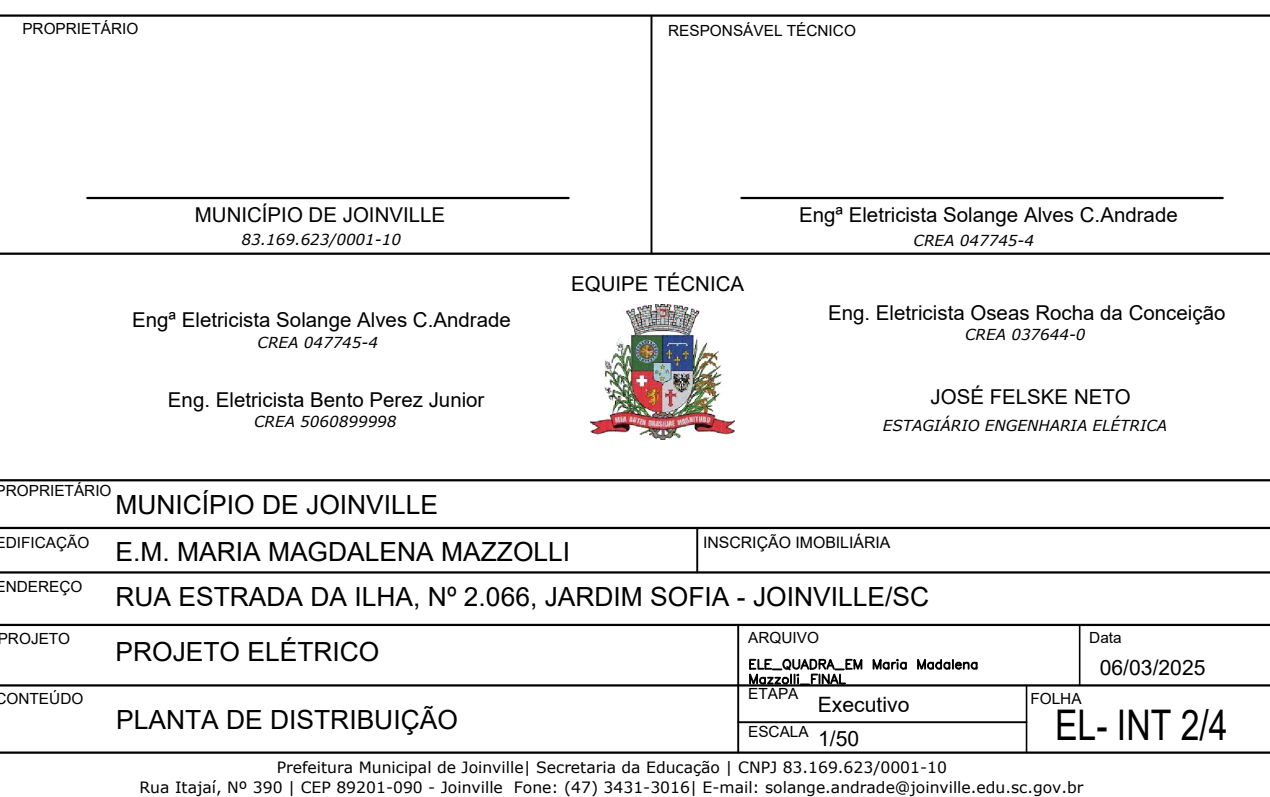 PROPRIETÁRIO
RESPONSÁVEL TÉCNICO
MUNICÍPIO DE JOINVILLE
83.169.623/0001-10
Engª Eletricista Solange Alves C.Andrade
CREA 047745-4
EQUIPE TÉCNICA
Engª Eletricista Solange Alves C.Andrade
CREA 047745-4
Eng. Eletricista Oseas Rocha da Conceição
CREA 037644-0
Eng. Eletricista Bento Perez Junior
CREA 5060899998
JOSÉ FELSKE NETO
ESTAGIÁRIO ENGENHARIA ELÉTRICA
PROPRIETÁRIO
MUNICÍPIO DE JOINVILLE
EDIFICAÇÃO
E.M. MARIA MAGDALENA MAZZOLLI
INSCRIÇÃO IMOBILIÁRIA
ENDEREÇO
RUA ESTRADA DA ILHA, Nº 2.066, JARDIM SOFIA - JOINVILLE/SC
PROJETO
PROJETO ELÉTRICO
ARQUIVO
ELE_QUADRA_EM Maria Madalena
Mazzolli_FINAL
Data
06/03/2025
CONTEÚDO
PLANTA DE DISTRIBUIÇÃO
ETAPA
Executivo
ESCALA 1/50
FOLHA
EL- INT 2/4
Prefeitura Municipal de Joinville| Secretaria da Educação | CNPJ 83.169.623/0001-10
Rua Itajaí, Nº 390 | CEP 89201-090 - Joinville Fone: (47) 3431-3016| E-mail: solange.andrade@joinville.edu.sc.gov.br